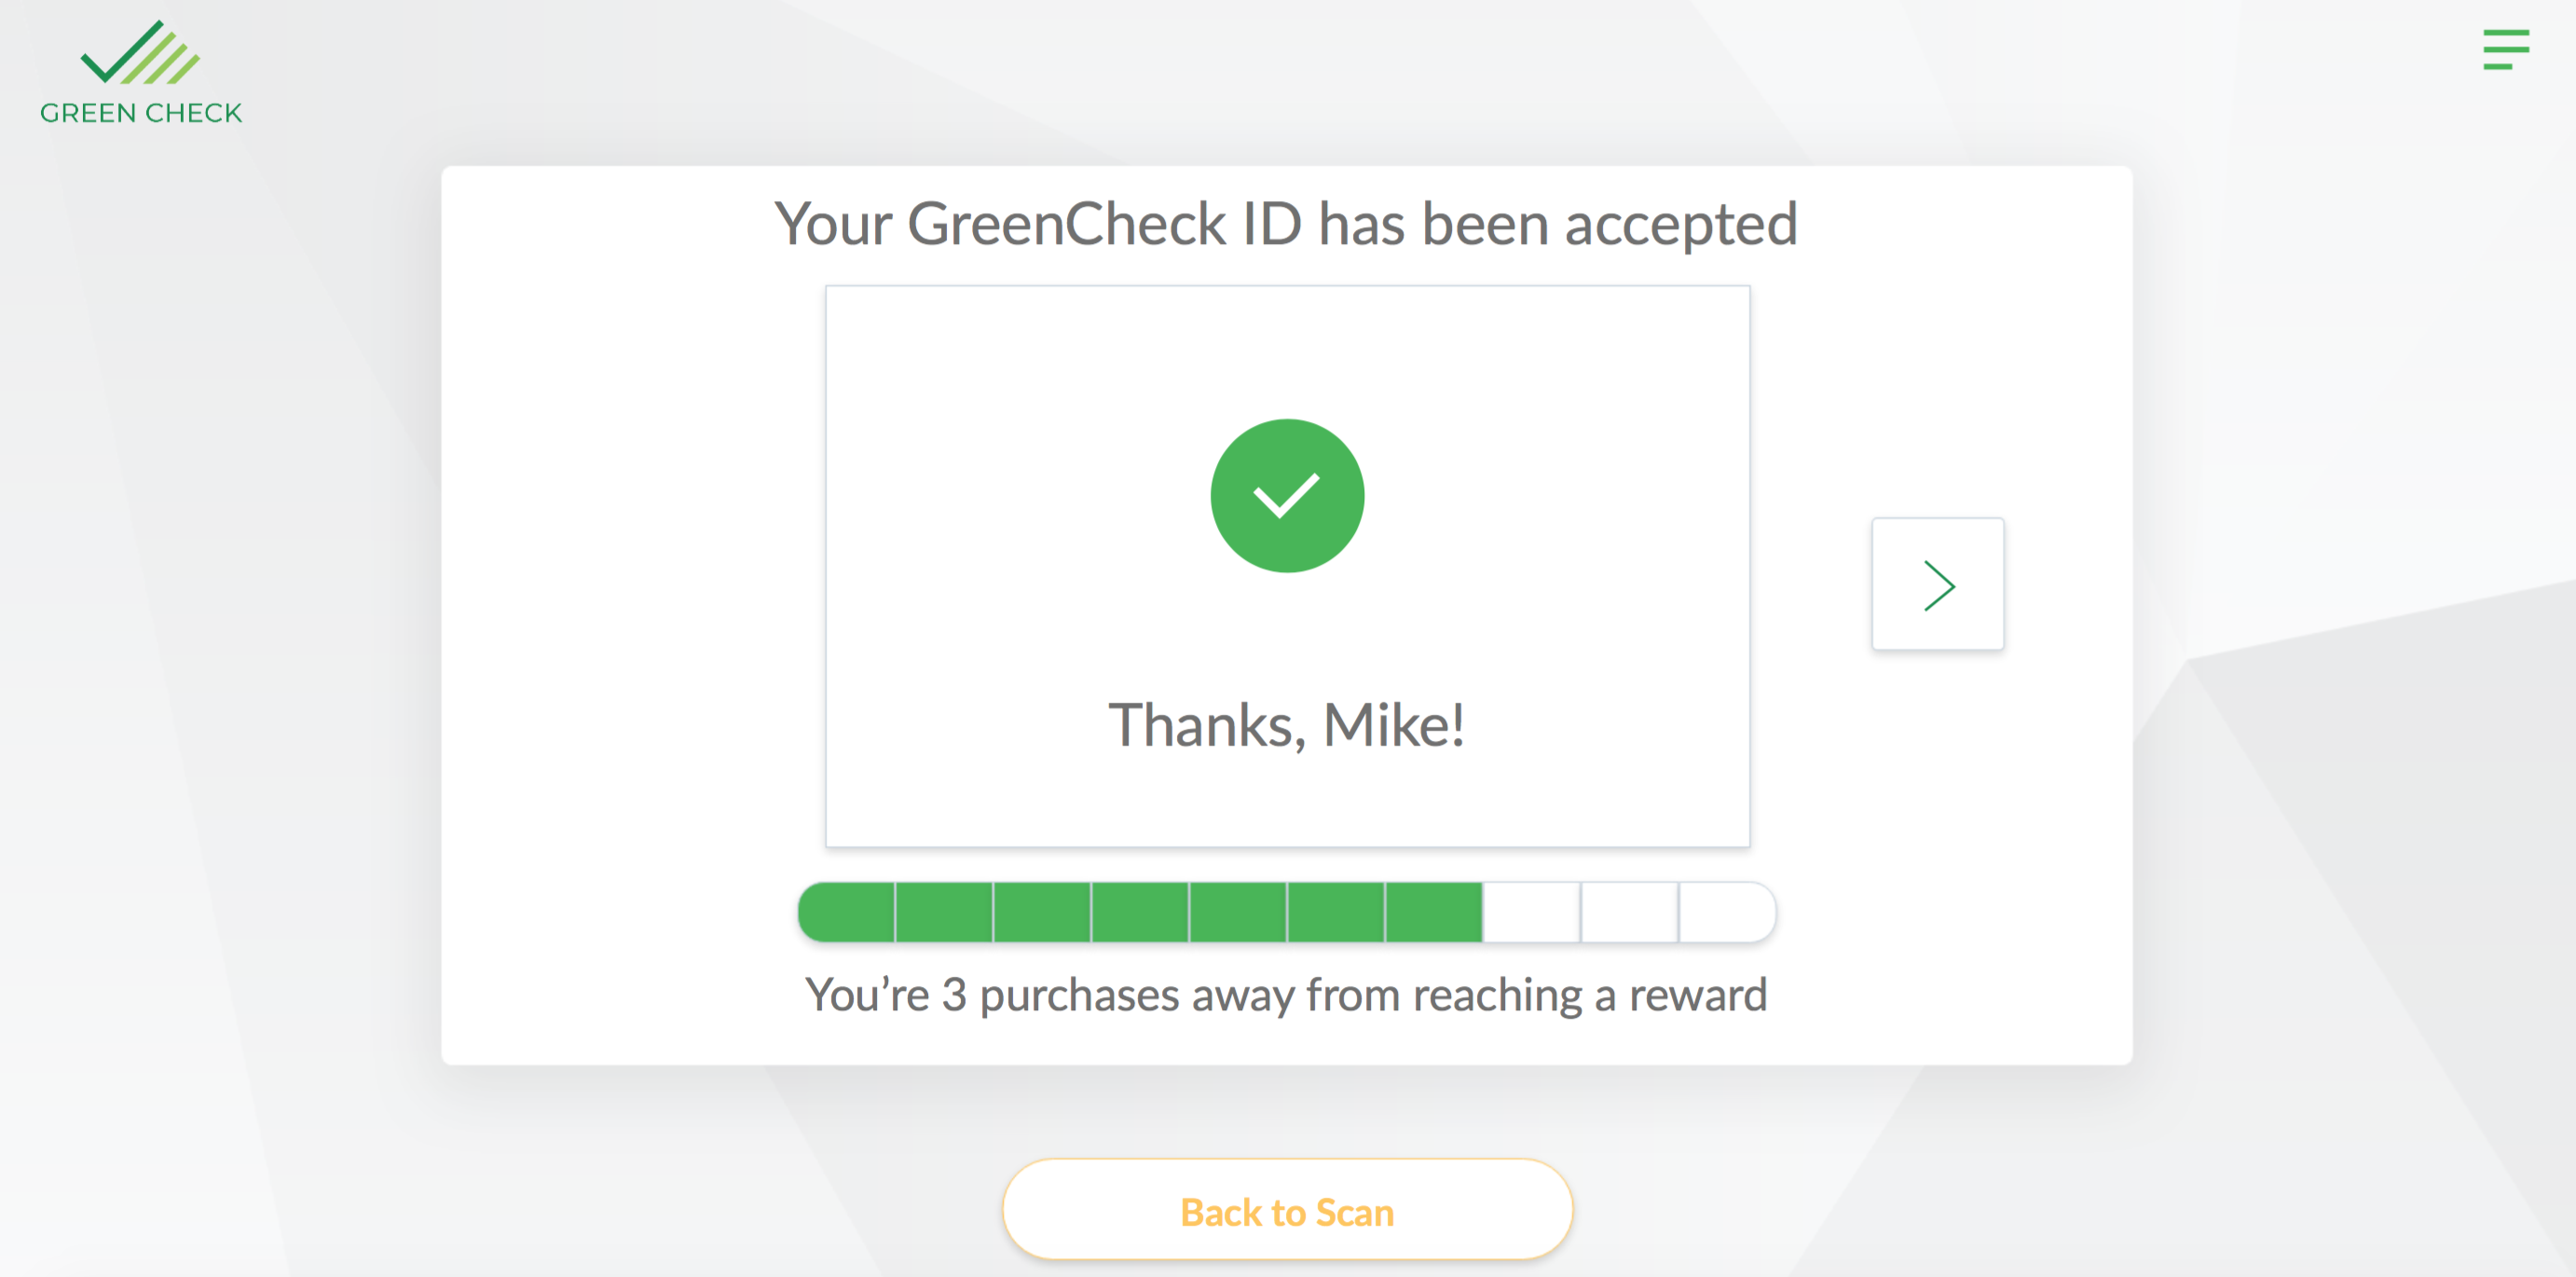 GREEN CHECK
Your GreenCheck ID has been accepted
Thanks, Mike!
You’re 3 purchases away from reaching a reward
Back to Scan